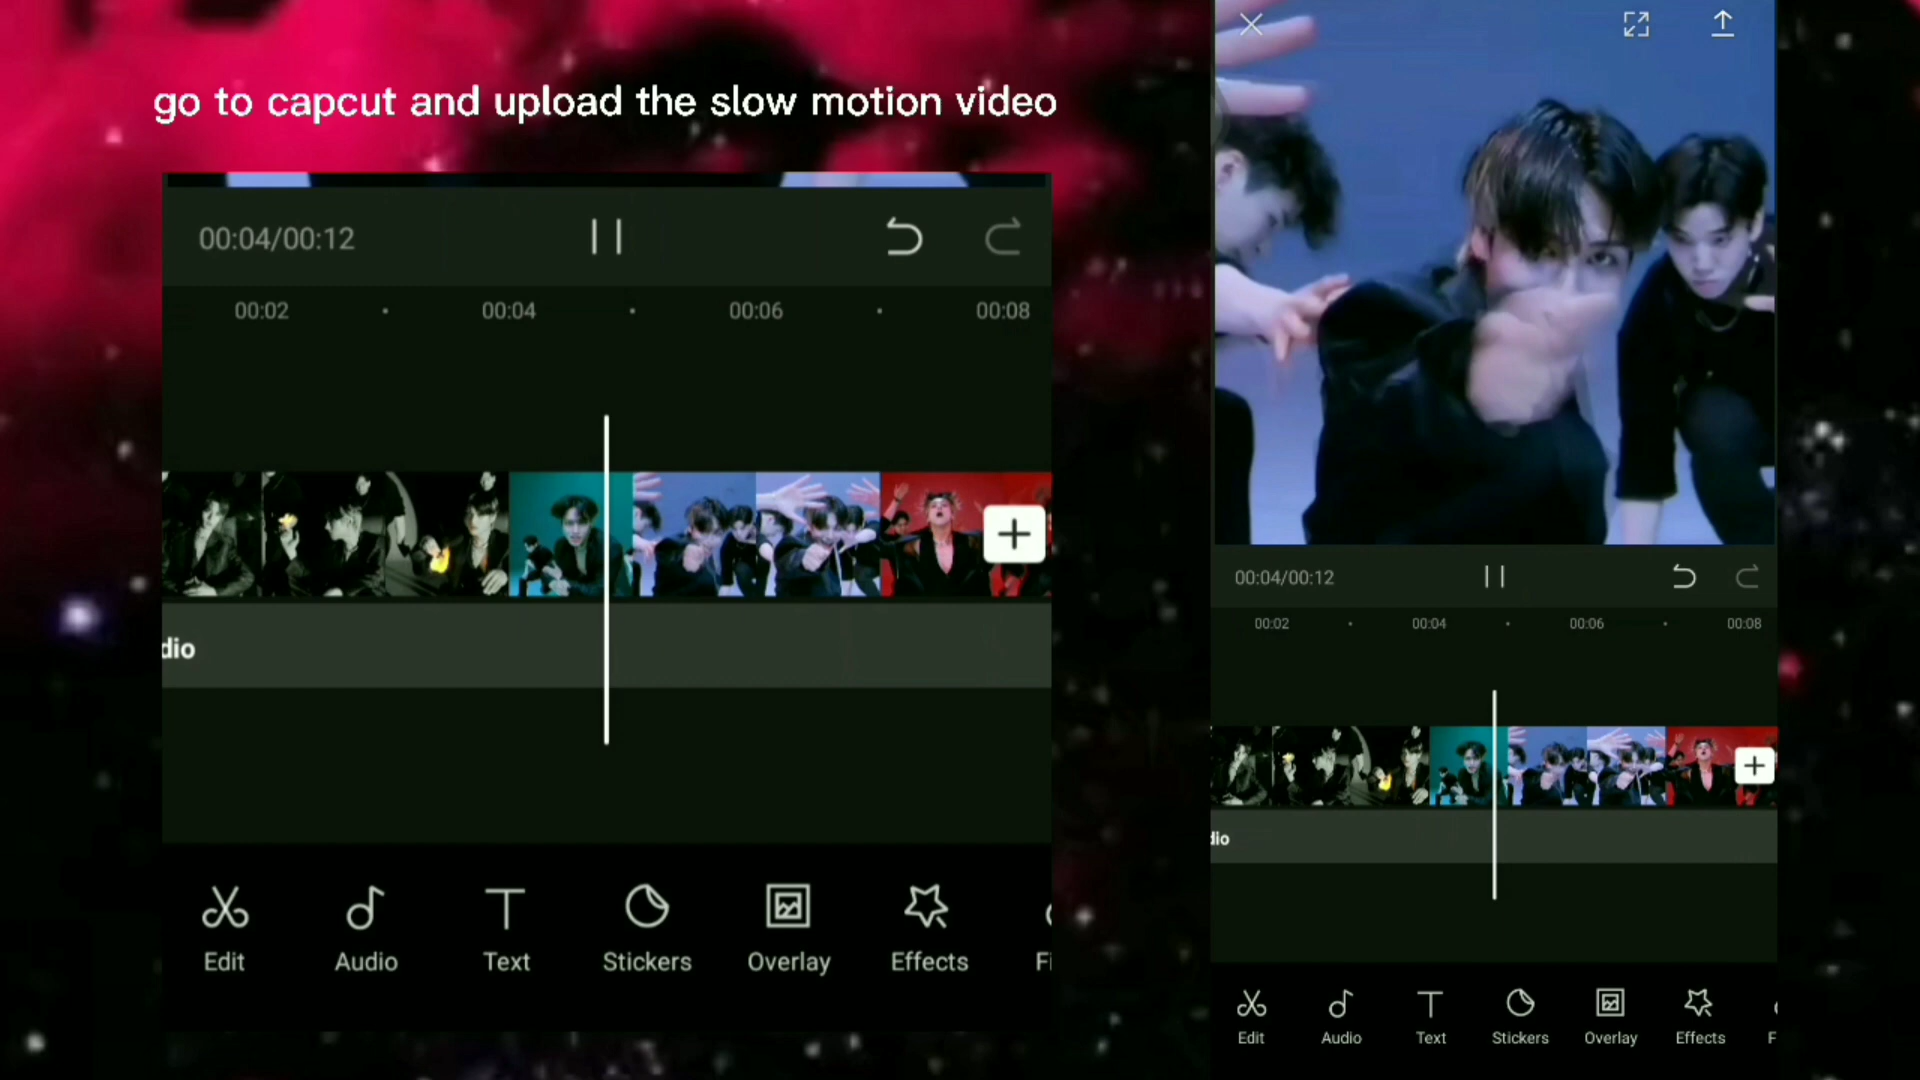 go to capcut and upload the slow motion video
00:04/00:12
00:02 00:04 00:06 00:08
dio
Edit Audio Text Stickers Overlay Effects Fi
00:04/00:12
00:02 00:04 00:06 00:08
dio
Edit Audio Text Stickers Overlay Effects F